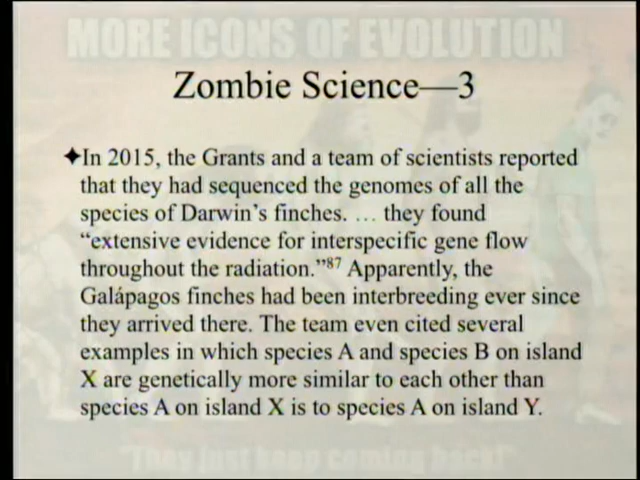 MORE ICONS OF EVOLUTION
Zombie Science—3
✦In 2015, the Grants and a team of scientists reported
that they had sequenced the genomes of all the
species of Darwin's finches. … they found
“extensive evidence for interspecific gene flow
throughout the radiation.”87 Apparently, the
Galápagos finches had been interbreeding ever since
they arrived there. The team even cited several
examples in which species A and species B on island
X are genetically more similar to each other than
species A on island X is to species A on island Y.
"They just keep coming back!"